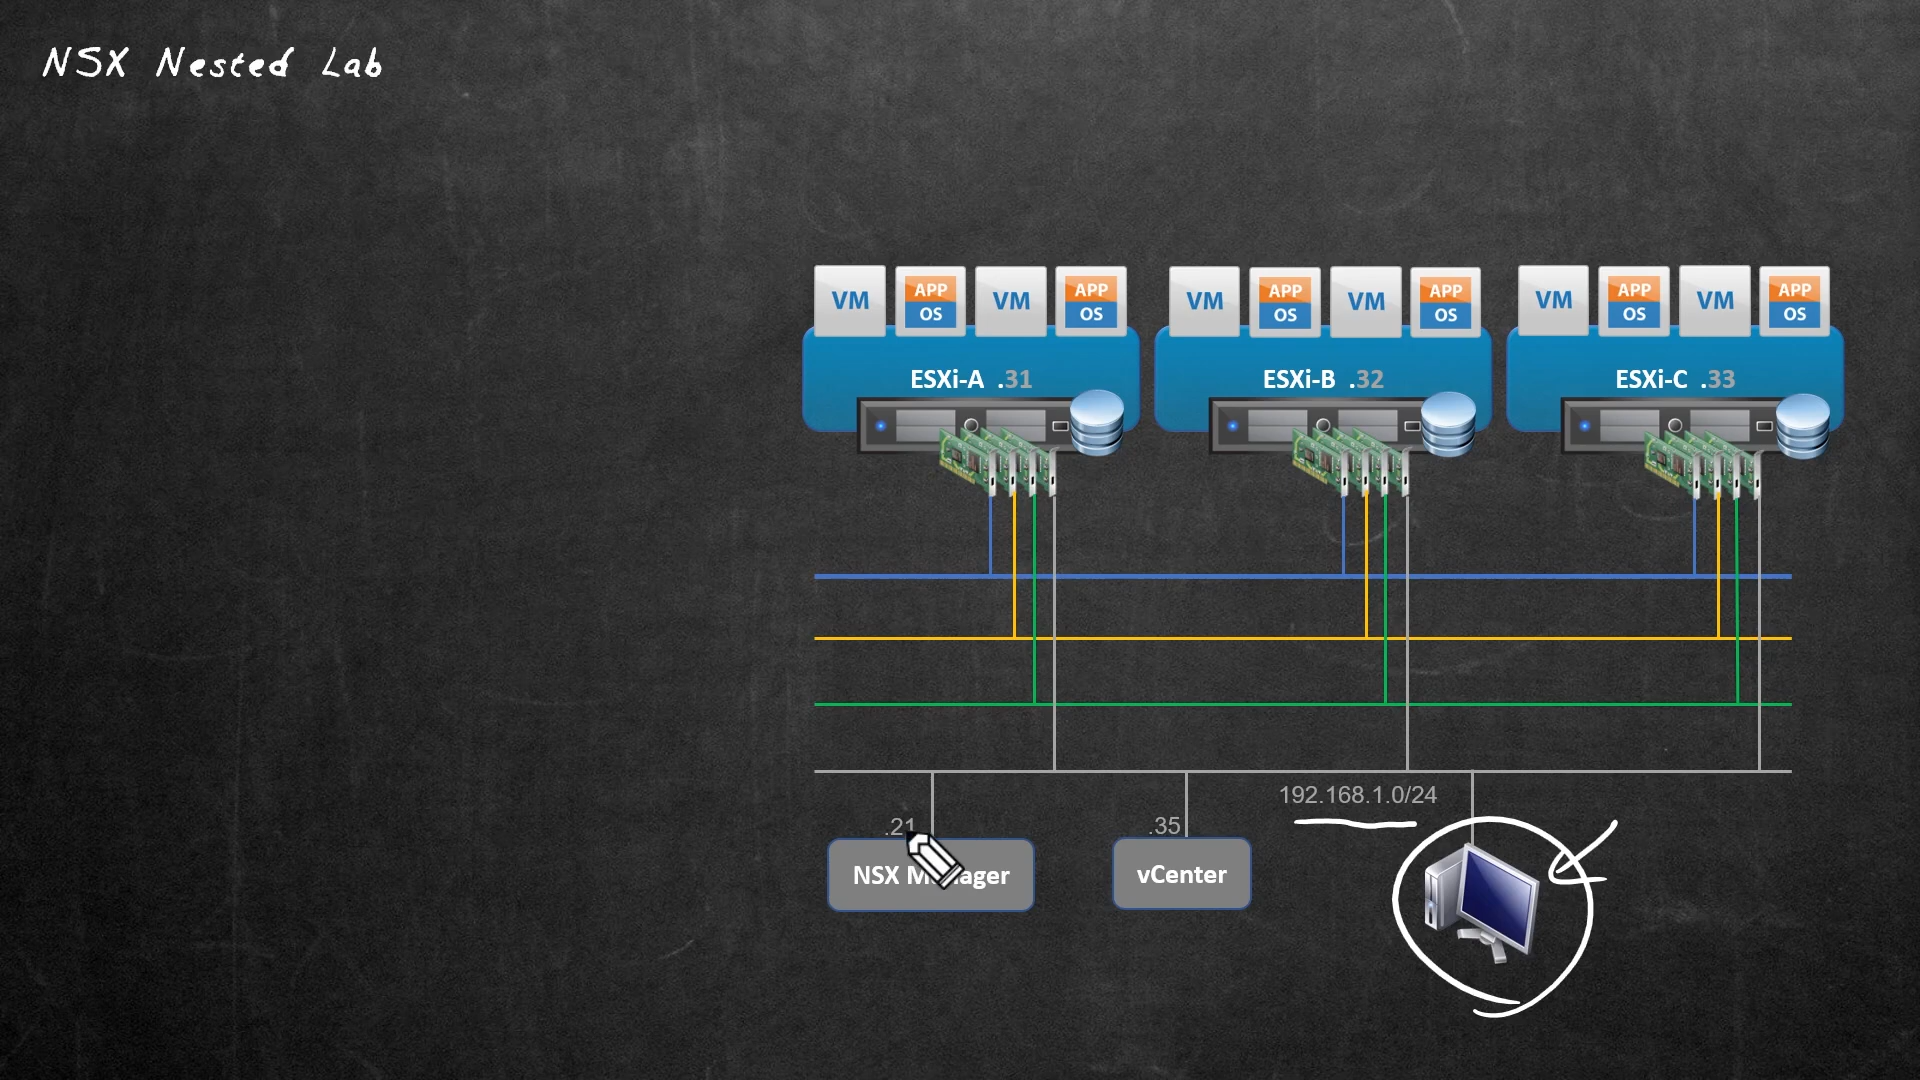 NSX Nested Lab
VM APP OS VM APP OS VM APP OS VM APP OS VM APP OS VM APP OS
ESXi-A .31 ESXi-B .32 ESXi-C .33
192.168.1.0/24
.21 .35
NSX vCenter